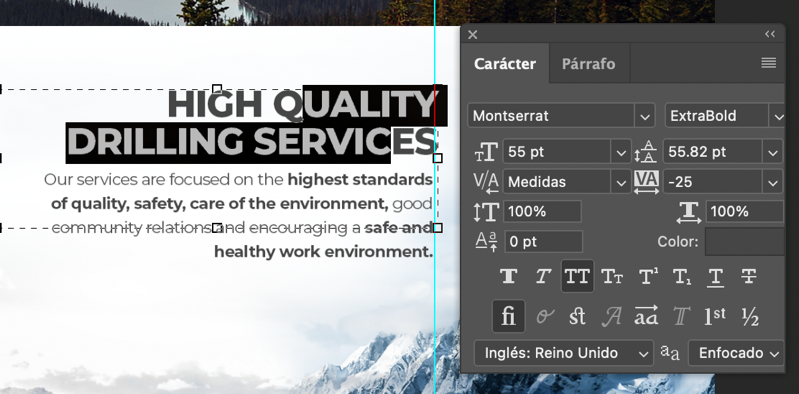 Carácter
Párrafo
HIGH QUALITY
DRILLING SERVICES
Our services are focused on the highest standards
of quality, safety, care of the environment, good
community relations and encouraging a safe and
healthy work environment.
Montserrat
ExtraBold
55 pt
55.82 pt
Medidas
-25
100%
100%
0 pt
Color:
T T TT Tт T¹ T₁ T T
fi st A aa T 1st ½
Inglés: Reino Unido
aa
Enfocado